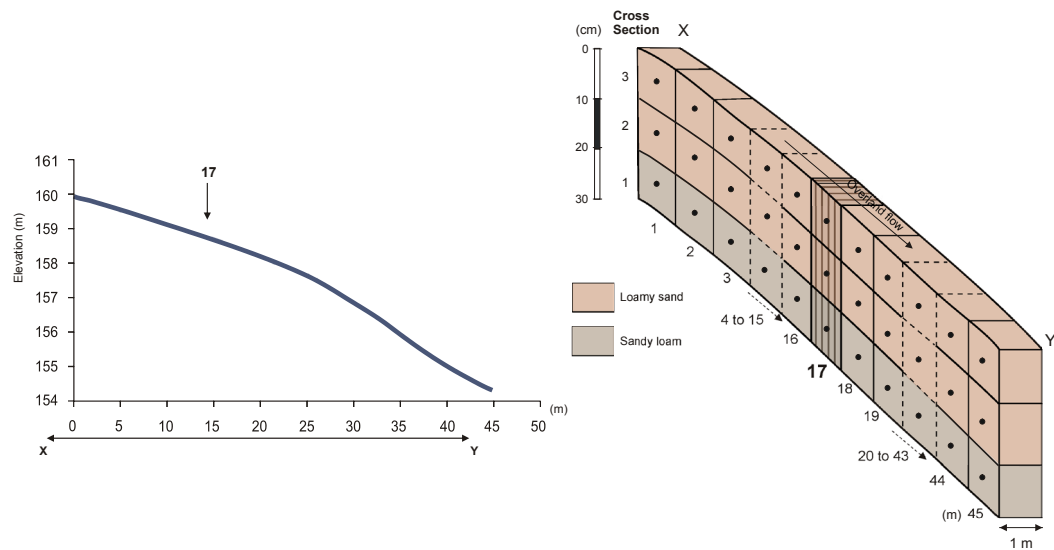 161
160
159
158
157
156
155
154
Elevation (m)
17
0 5 10 15 20 25 30 35 40 45 50
(m)
X Y
Cross
Section
(cm)
X
0
10
20
30
3
2
1
1
2
3
4 to 15
16
17
18
19
20 to 43
44
(m) 45
Overland flow
Y
1 m
Loamy sand
Sandy loam